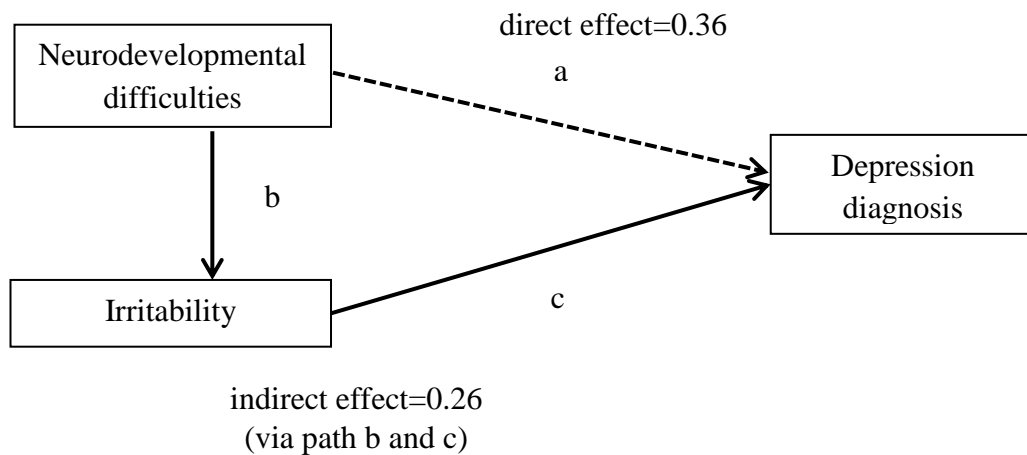 direct effect=0.36
a
Neurodevelopmental
difficulties
Depression
diagnosis
b
Irritability
c
indirect effect=0.26
(via path b and c)